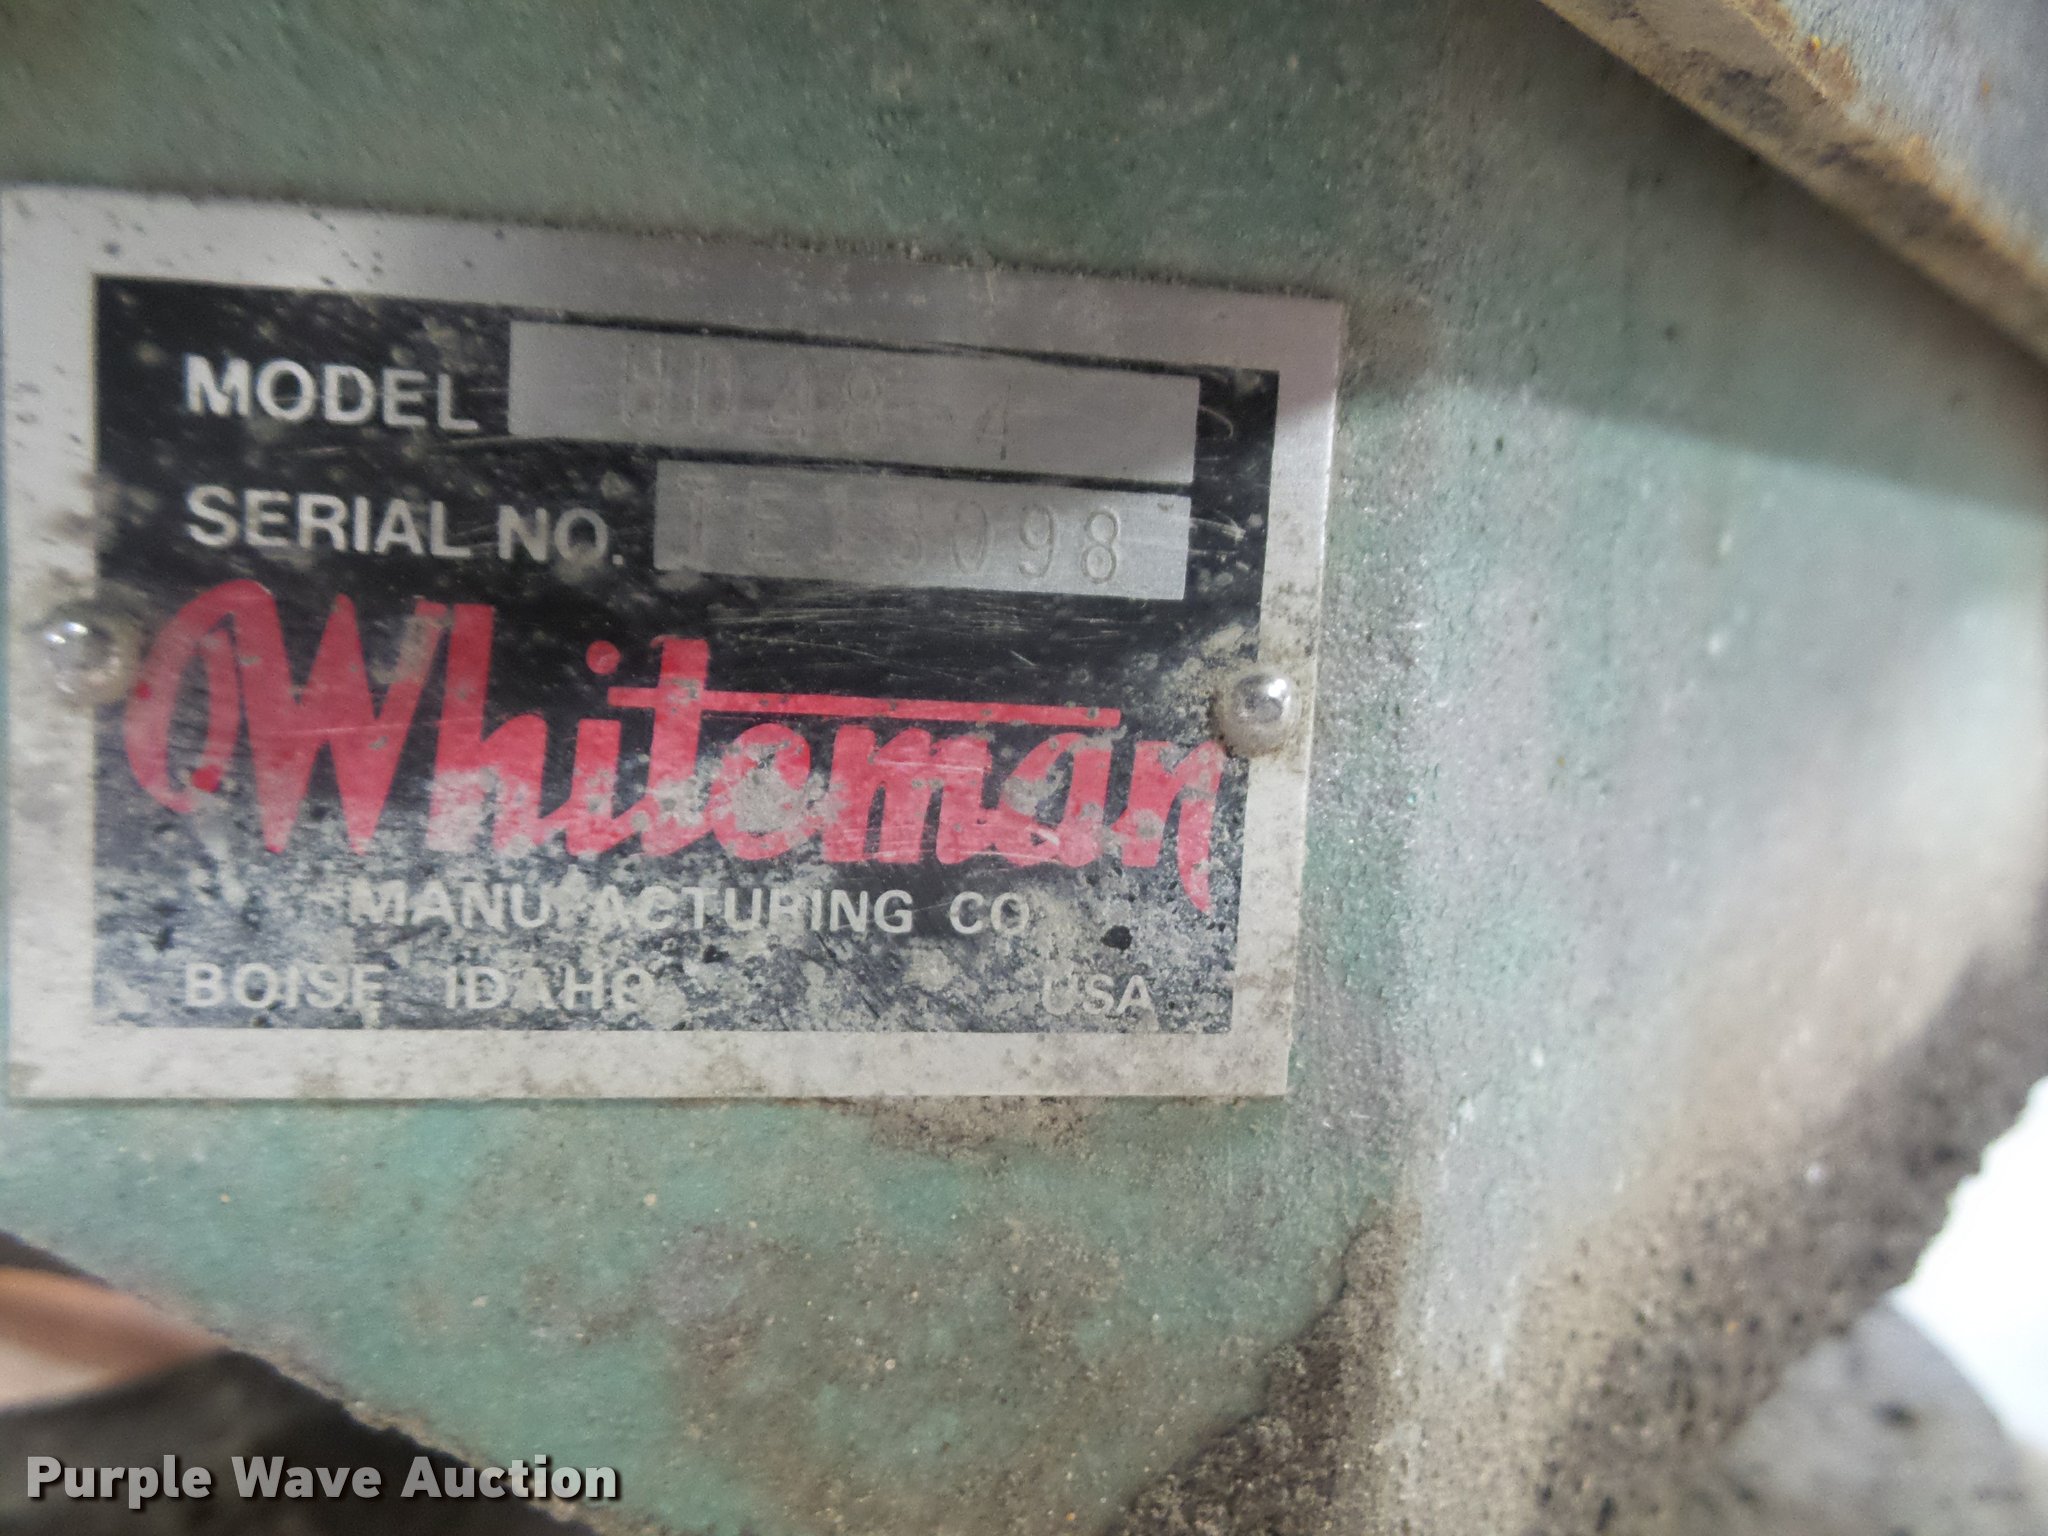 MODEL
SERIAL NO.
Whiteman
MANUFACTURING CO
BOISE IDAHO USA
Purple Wave Auction